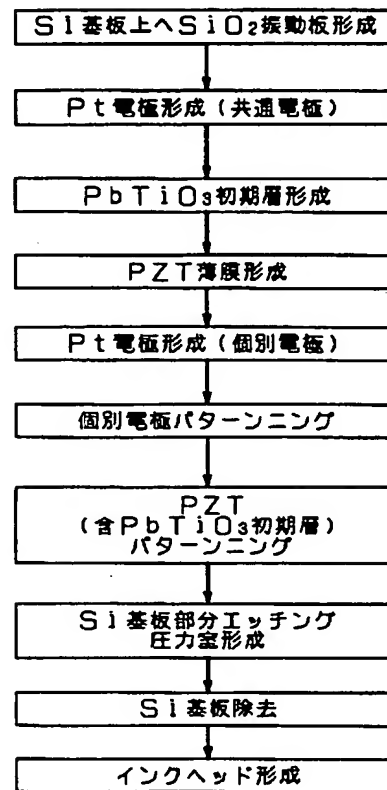 Si基板上へSiO2振動板形成
Pt電極形成（共通電極）
PbTiO3初期層形成
PZT薄膜形成
Pt電極形成（個別電極）
個別電極パターンニング
PZT
（含PbTiO3初期層）
パターンニング
Si基板部分エッチング
圧力室形成
Si基板除去
インクヘッド形成